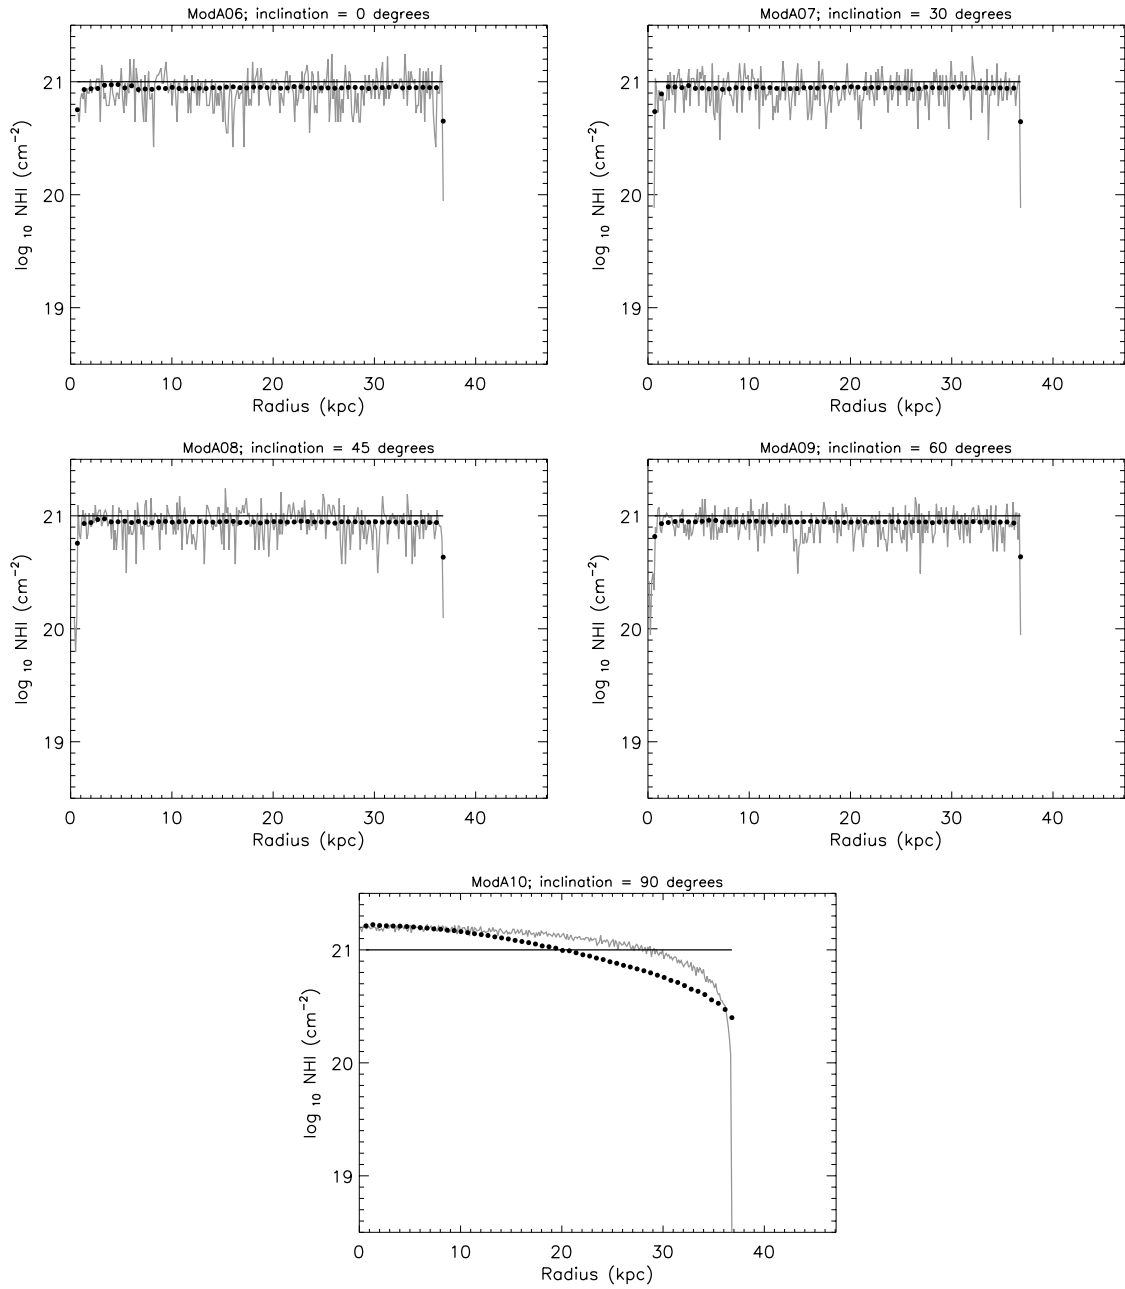 ModA06; inclination = 0 degrees
log 10 NHI (cm−2)
21
20
19
0 10 20 30 40
Radius (kpc)
ModA07; inclination = 30 degrees
log 10 NHI (cm−2)
21
20
19
0 10 20 30 40
Radius (kpc)
ModA08; inclination = 45 degrees
log 10 NHI (cm−2)
21
20
19
0 10 20 30 40
Radius (kpc)
ModA09; inclination = 60 degrees
log 10 NHI (cm−2)
21
20
19
0 10 20 30 40
Radius (kpc)
ModA10; inclination = 90 degrees
log 10 NHI (cm−2)
21
20
19
0 10 20 30 40
Radius (kpc)